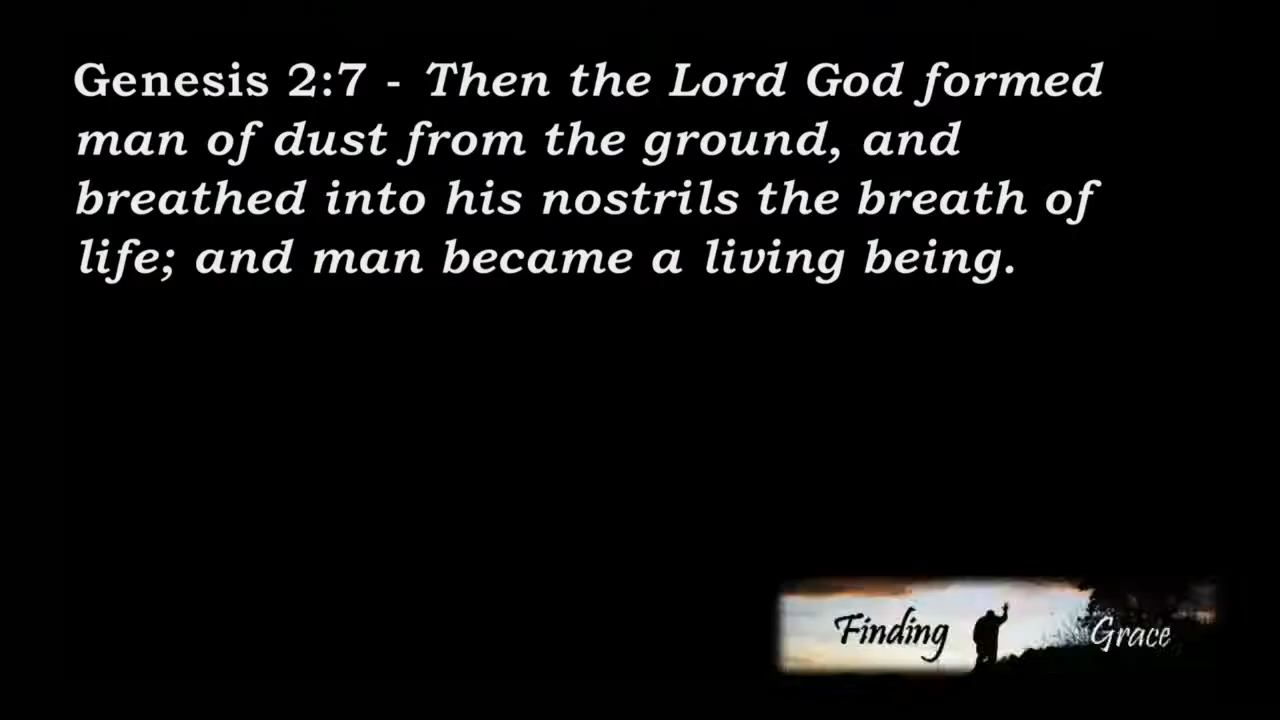 Genesis 2:7 - Then the Lord God formed
man of dust from the ground, and
breathed into his nostrils the breath of
life; and man became a living being.
Finding Grace